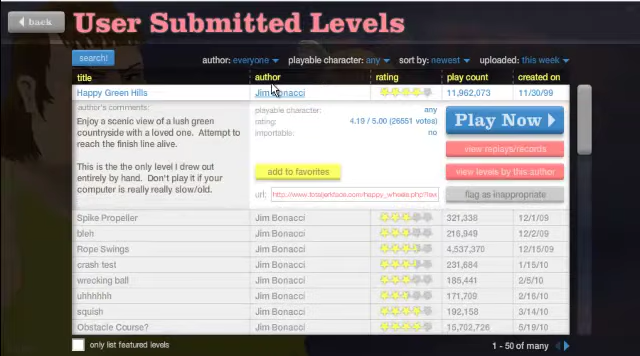 back
User Submitted Levels
search!
author: everyone playable character: any sort by: newest uploaded: this week
title author rating play count created on
Happy Green Hills Jim Bonacci 11,962,073 11/30/99
author's comments:
Enjoy a scenic view of a lush green
countryside with a loved one. Attempt to
reach the finish line alive.
This is the the only level I drew out
entirely by hand. Don't play it if your
computer is really really slow/old.
playable character: any
rating: 4.19 / 5.00 (26551 votes)
importable: no
add to favorites
url: http://www.totaljerkface.com/happy_wheels.php?
Play Now
view replays/records
view levels by this author
flag as inappropriate
Spike Propeller Jim Bonacci 321,338 12/1/09
bleh Jim Bonacci 216,949 12/2/09
Rope Swings Jim Bonacci 4,537,370 12/15/09
crash test Jim Bonacci 231,684 1/15/10
wrecking ball Jim Bonacci 185,441 2/5/10
uhhhhhh Jim Bonacci 171,709 2/16/10
squish Jim Bonacci 192,158 3/14/10
Obstacle Course? Jim Bonacci 15,702,726 5/19/10
only list featured levels
1 - 50 of many